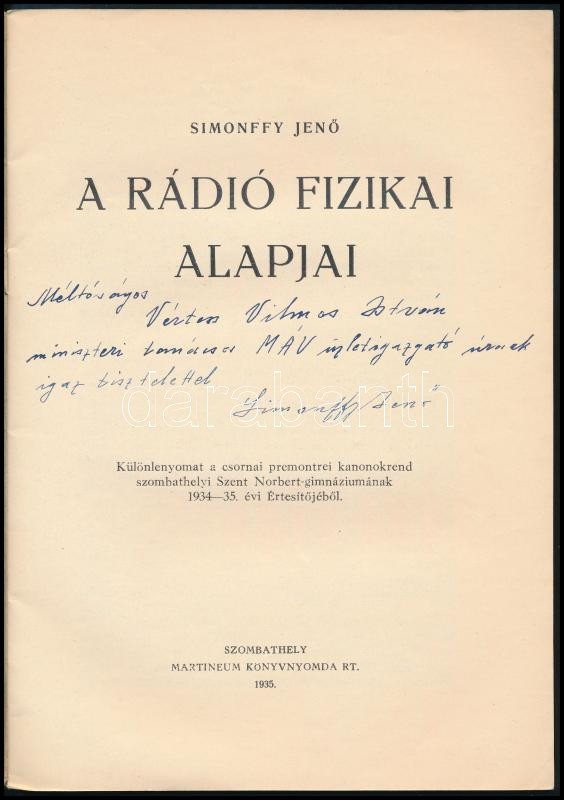 SIMONFFY JENŐ
A RÁDIÓ FIZIKAI
ALAPJAI
Méltóságos
Vértes Vilmos István
miniszteri tanácsos MÁV üzletigazgató úrnak
igaz tisztelettel
Simonffy Jenő
darabanth
Különlenyomat a csornai premontrei kanonokrend
szombathelyi Szent Norbert-gimnáziumának
1934—35. évi Értesítőjéből.
SZOMBATHELY
MARTINEUM KÖNYVNYOMDA RT.
1935.